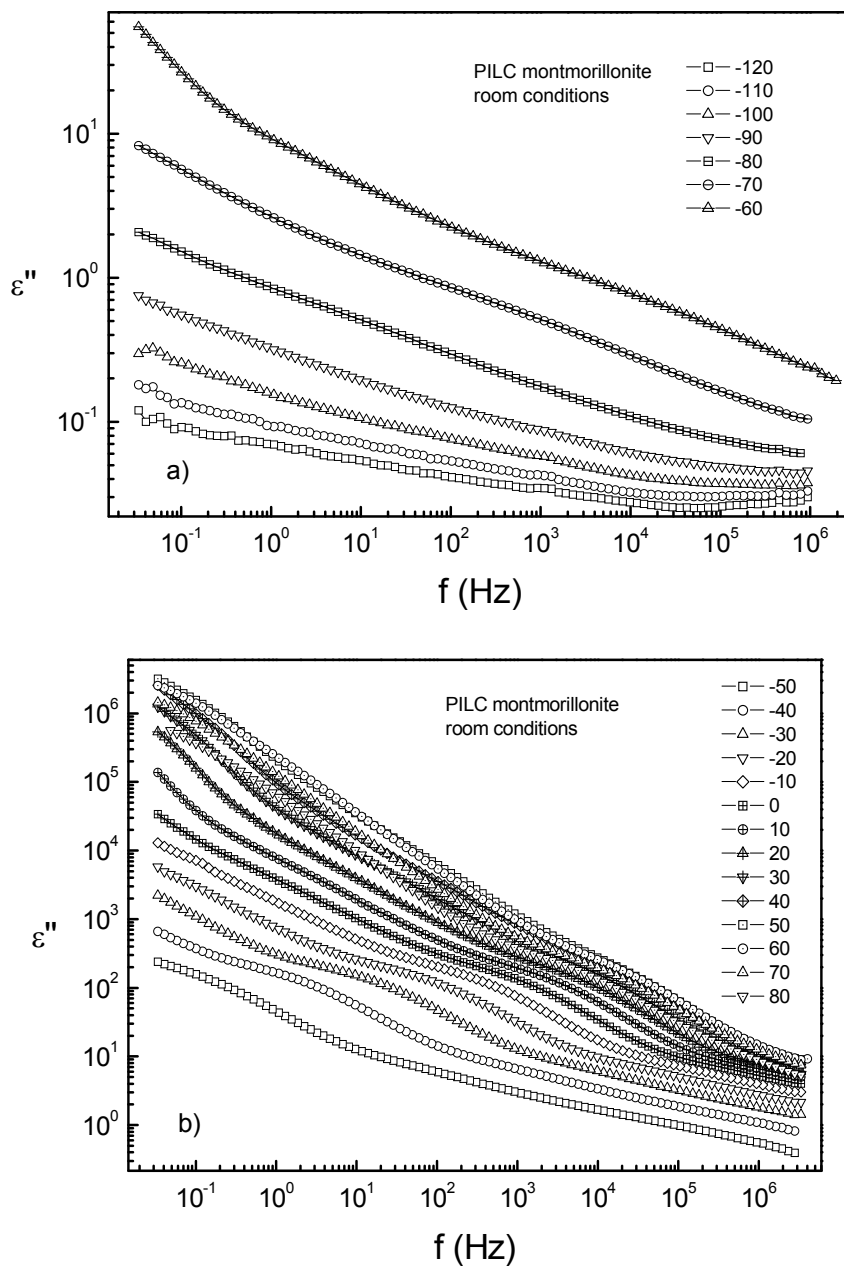 10¹
10⁰
10⁻¹
ε"
PILC montmorillonite
room conditions
-120
-110
-100
-90
-80
-70
-60
a)
10⁻¹ 10⁰ 10¹ 10² 10³ 10⁴ 10⁵ 10⁶
f (Hz)
10⁶
10⁵
10⁴
10³
10²
10¹
10⁰
ε"
PILC montmorillonite
room conditions
-50
-40
-30
-20
-10
0
10
20
30
40
50
60
70
80
b)
10⁻¹ 10⁰ 10¹ 10² 10³ 10⁴ 10⁵ 10⁶
f (Hz)